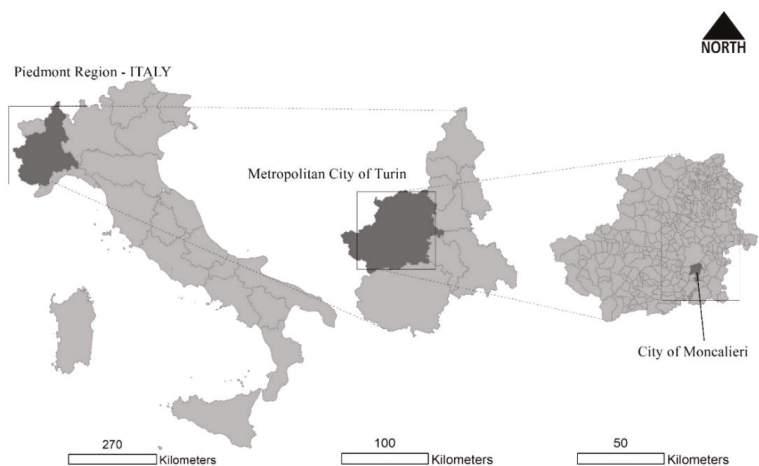 NORTH
Piedmont Region - ITALY
Metropolitan City of Turin
City of Moncalieri
270
Kilometers
100
Kilometers
50
Kilometers